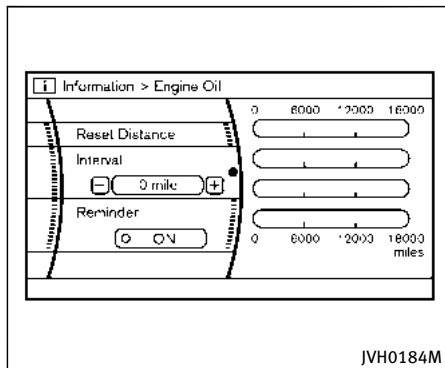 i Information > Engine Oil
0 6000 12000 18000
Reset Distance
Interval
− 0 mile +
Reminder
ON
0 6000 12000 18000
miles
JVH0184M